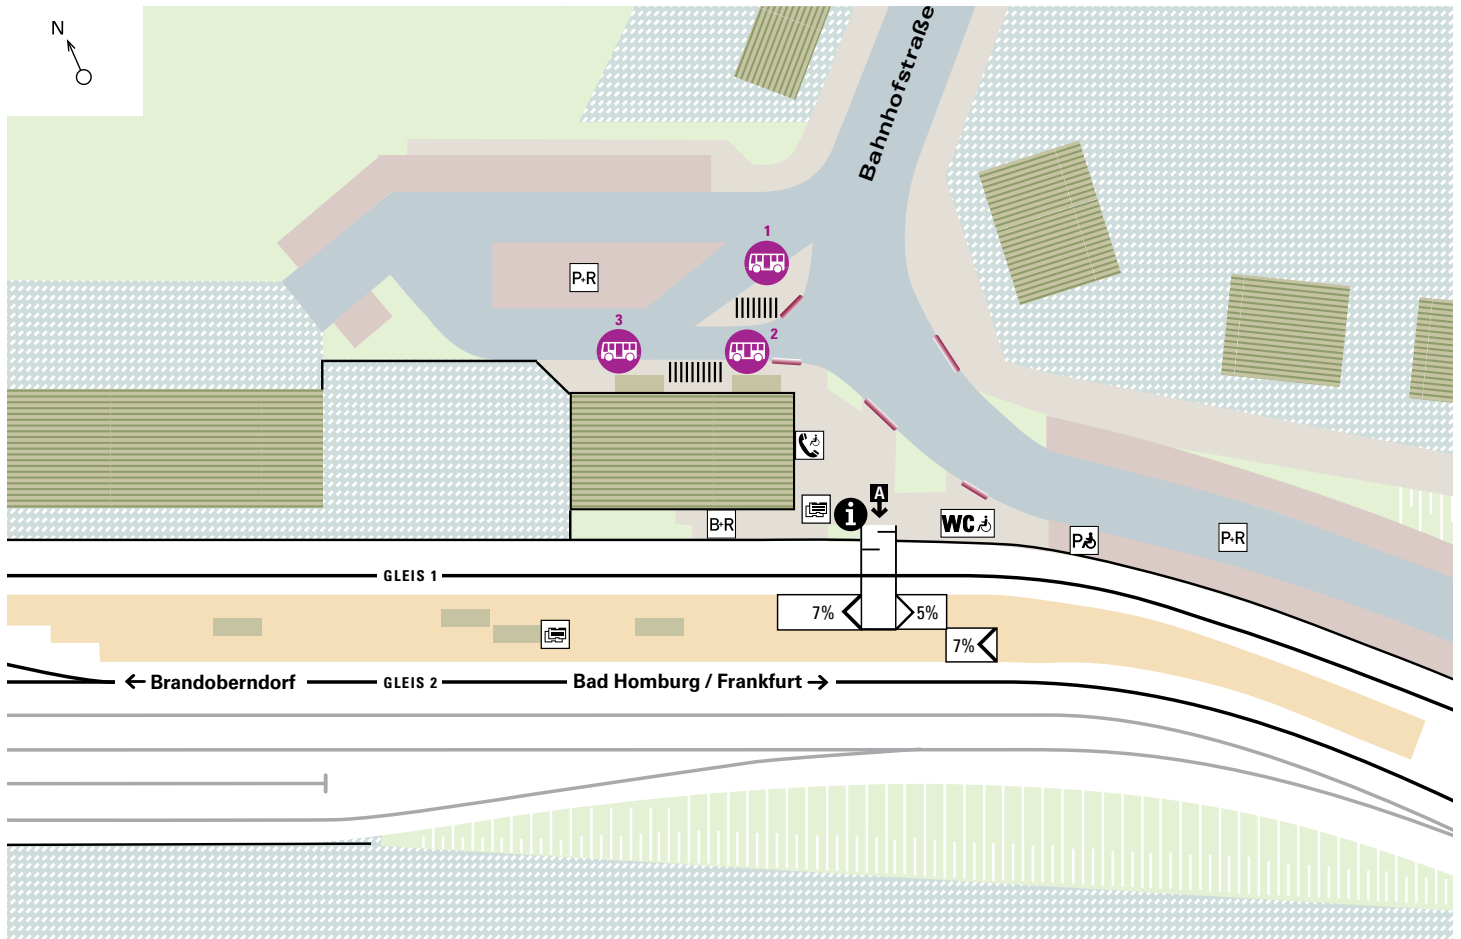 N
Bahnhofstraße
1
P+R
3
2
A
i
B+R
WC
P
P+R
GLEIS 1
7%
5%
7%
Brandoberndorf
GLEIS 2
Bad Homburg / Frankfurt